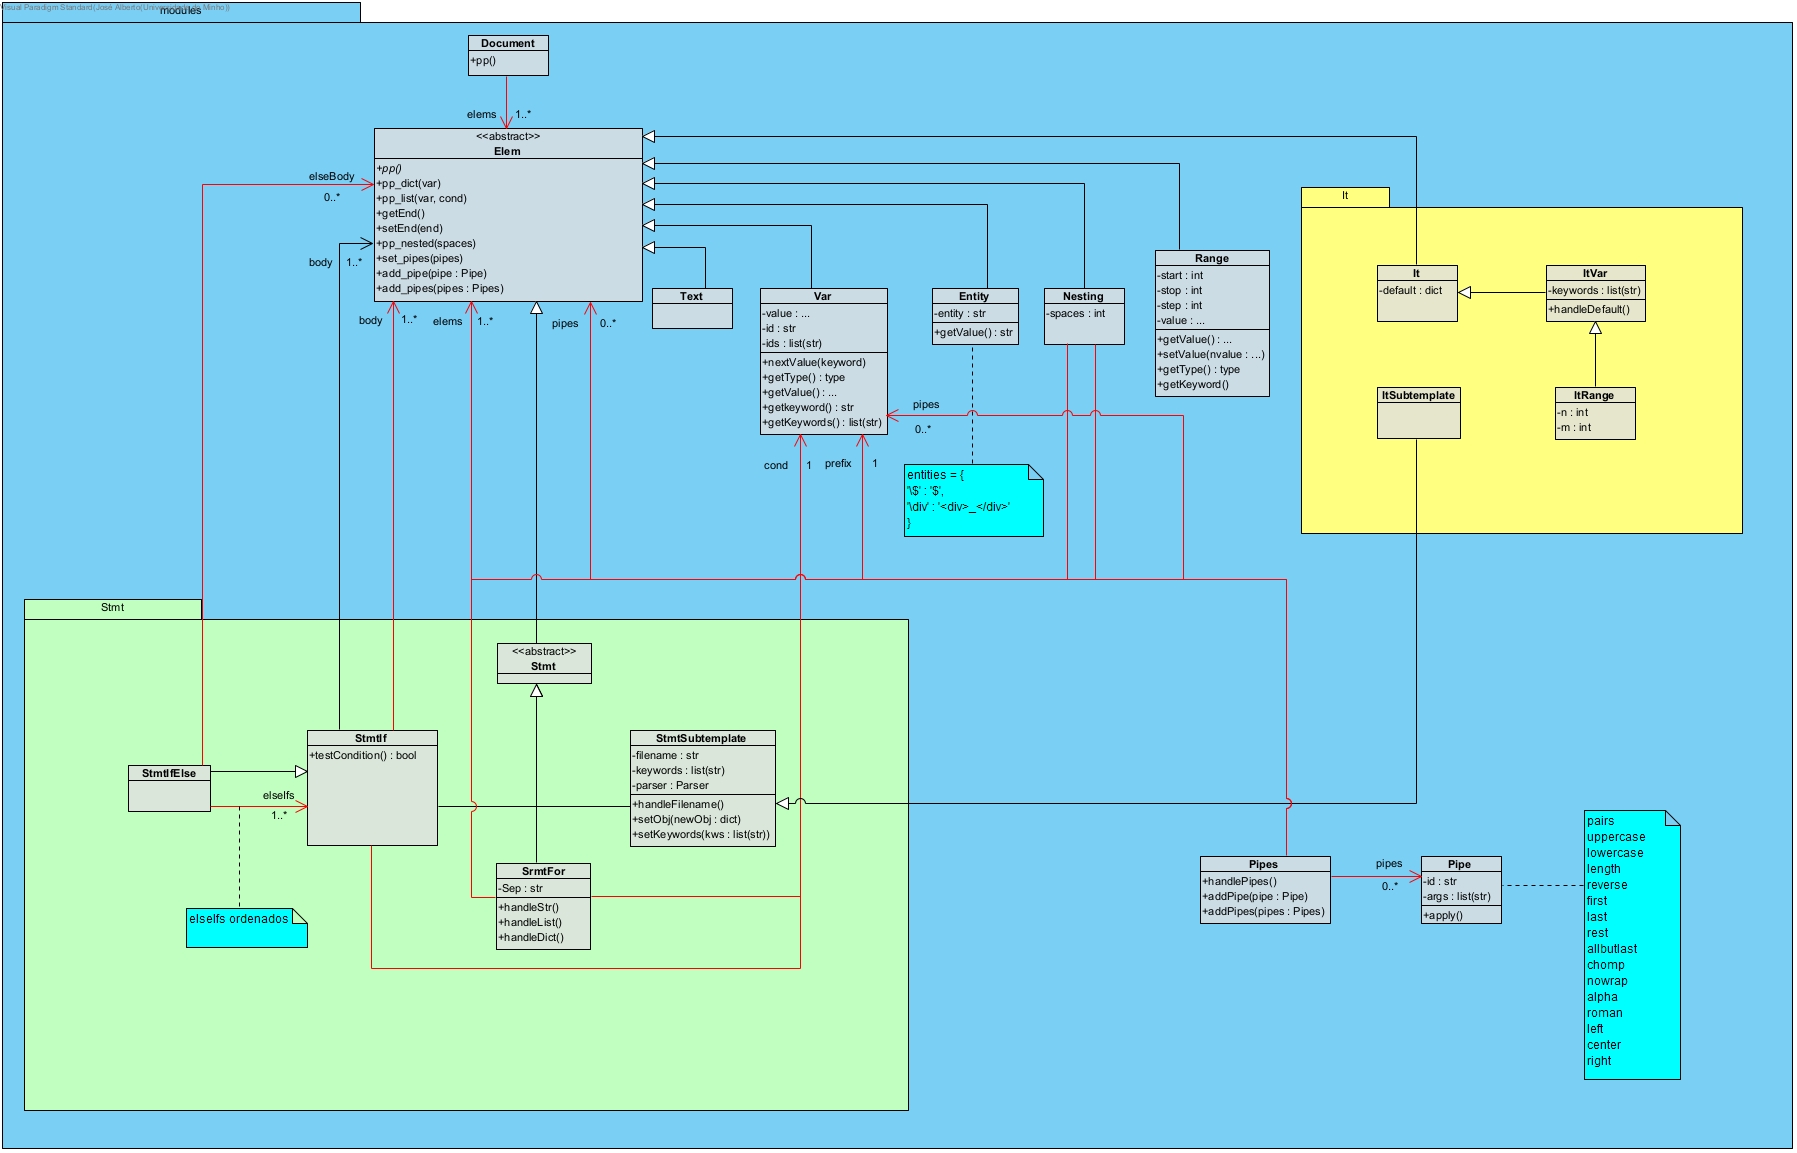 Visual Paradigm Standard(José Alberto(Universidade do Minho))
modules
Document
+pp()
elems 1..*
<<abstract>>
Elem
+pp()
+pp_dict(var)
+pp_list(var, cond)
+getEnd()
+setEnd(end)
+pp_nested(spaces)
+set_pipes(pipes)
+add_pipe(pipe : Pipe)
+add_pipes(pipes : Pipes)
elseBody
0..*
body 1..*
body 1..*
elems 1..*
pipes 0..*
Text
Var
-value : ...
-id : str
-ids : list(str)
+nextValue(keyword)
+getType() : type
+getValue() : ...
+getkeyword() : str
+getKeywords() : list(str)
Entity
-entity : str
+getValue() : str
Nesting
-spaces : int
Range
-start : int
-stop : int
-step : int
-value : ...
+getValue() : ...
+setValue(nvalue : ...)
+getType() : type
+getKeyword()
It
It
-default : dict
ItVar
-keywords : list(str)
+handleDefault()
ItSubtemplate
ItRange
-n : int
-m : int
pipes
0..*
cond 1
prefix 1
entities = {
'\$' : '$',
'\div' : '<div>_</div>'
}
Stmt
<<abstract>>
Stmt
StmtIf
+testCondition() : bool
StmtIfElse
elseIfs
1..*
elseIfs ordenados
StmtSubtemplate
-filename : str
-keywords : list(str)
-parser : Parser
+handleFilename()
+setObj(newObj : dict)
+setKeywords(kws : list(str))
SrmtFor
-Sep : str
+handleStr()
+handleList()
+handleDict()
Pipes
+handlePipes()
+addPipe(pipe : Pipe)
+addPipes(pipes : Pipes)
pipes
0..*
Pipe
-id : str
-args : list(str)
+apply()
pairs
uppercase
lowercase
length
reverse
first
last
rest
allbutlast
chomp
nowrap
alpha
roman
left
center
right